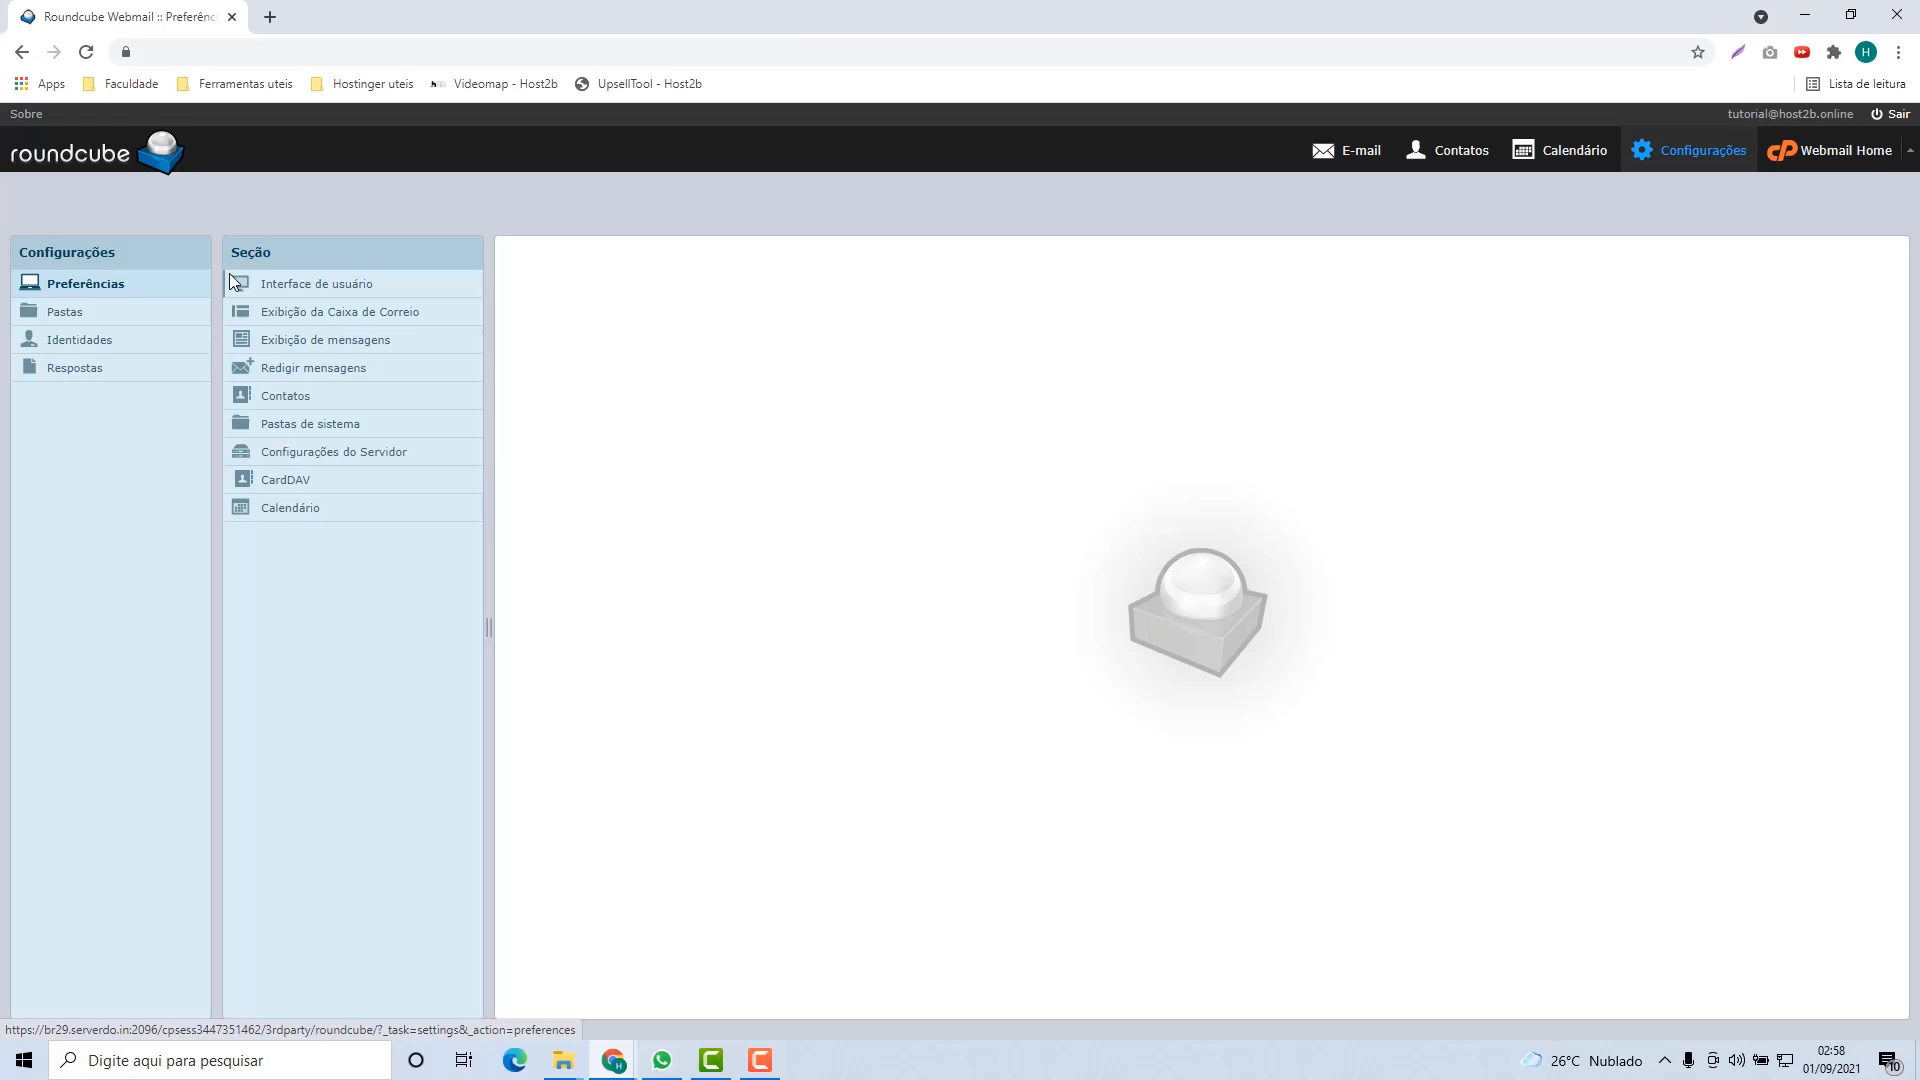 Roundcube Webmail :: Preferênc
Apps
Faculdade
Ferramentas uteis
Hostinger uteis
Videomap - Host2b
UpsellTool - Host2b
Lista de leitura
H
Sobre
tutorial@host2b.online
Sair
roundcube
E-mail
Contatos
Calendário
Configurações
cP Webmail Home
Configurações
Preferências
Pastas
Identidades
Respostas
Seção
Interface de usuário
Exibição da Caixa de Correio
Exibição de mensagens
Redigir mensagens
Contatos
Pastas de sistema
Configurações do Servidor
CardDAV
Calendário
https://br29.serverdo.in:2096/cpsess3447351462/3rdparty/roundcube/?_task=settings&_action=preferences
Digite aqui para pesquisar
26°C Nublado
02:58
01/09/2021
10